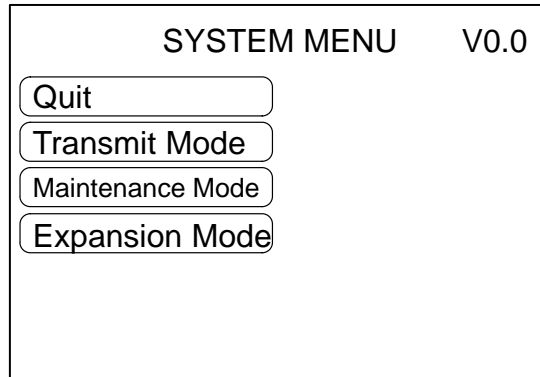 SYSTEM MENU V0.0
Quit
Transmit Mode
Maintenance Mode
Expansion Mode